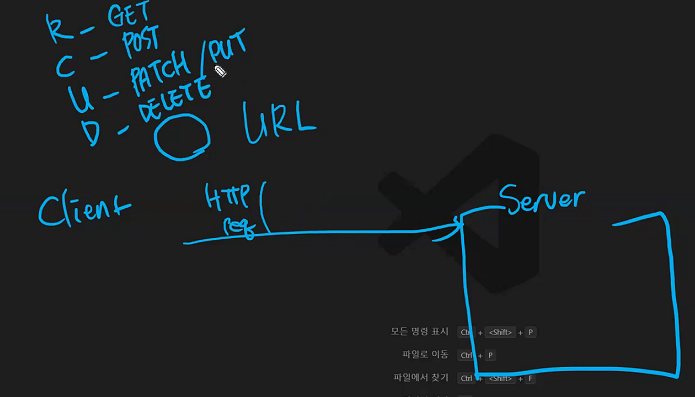 R - GET
C - POST
U - PATCH / PUT
D - DELETE
URL
Client
HTTP
req
Server
모든 명령 표시 Ctrl + <Shift> + P
파일로 이동 Ctrl + P
파일에서 찾기 Ctrl + <Shift> + F